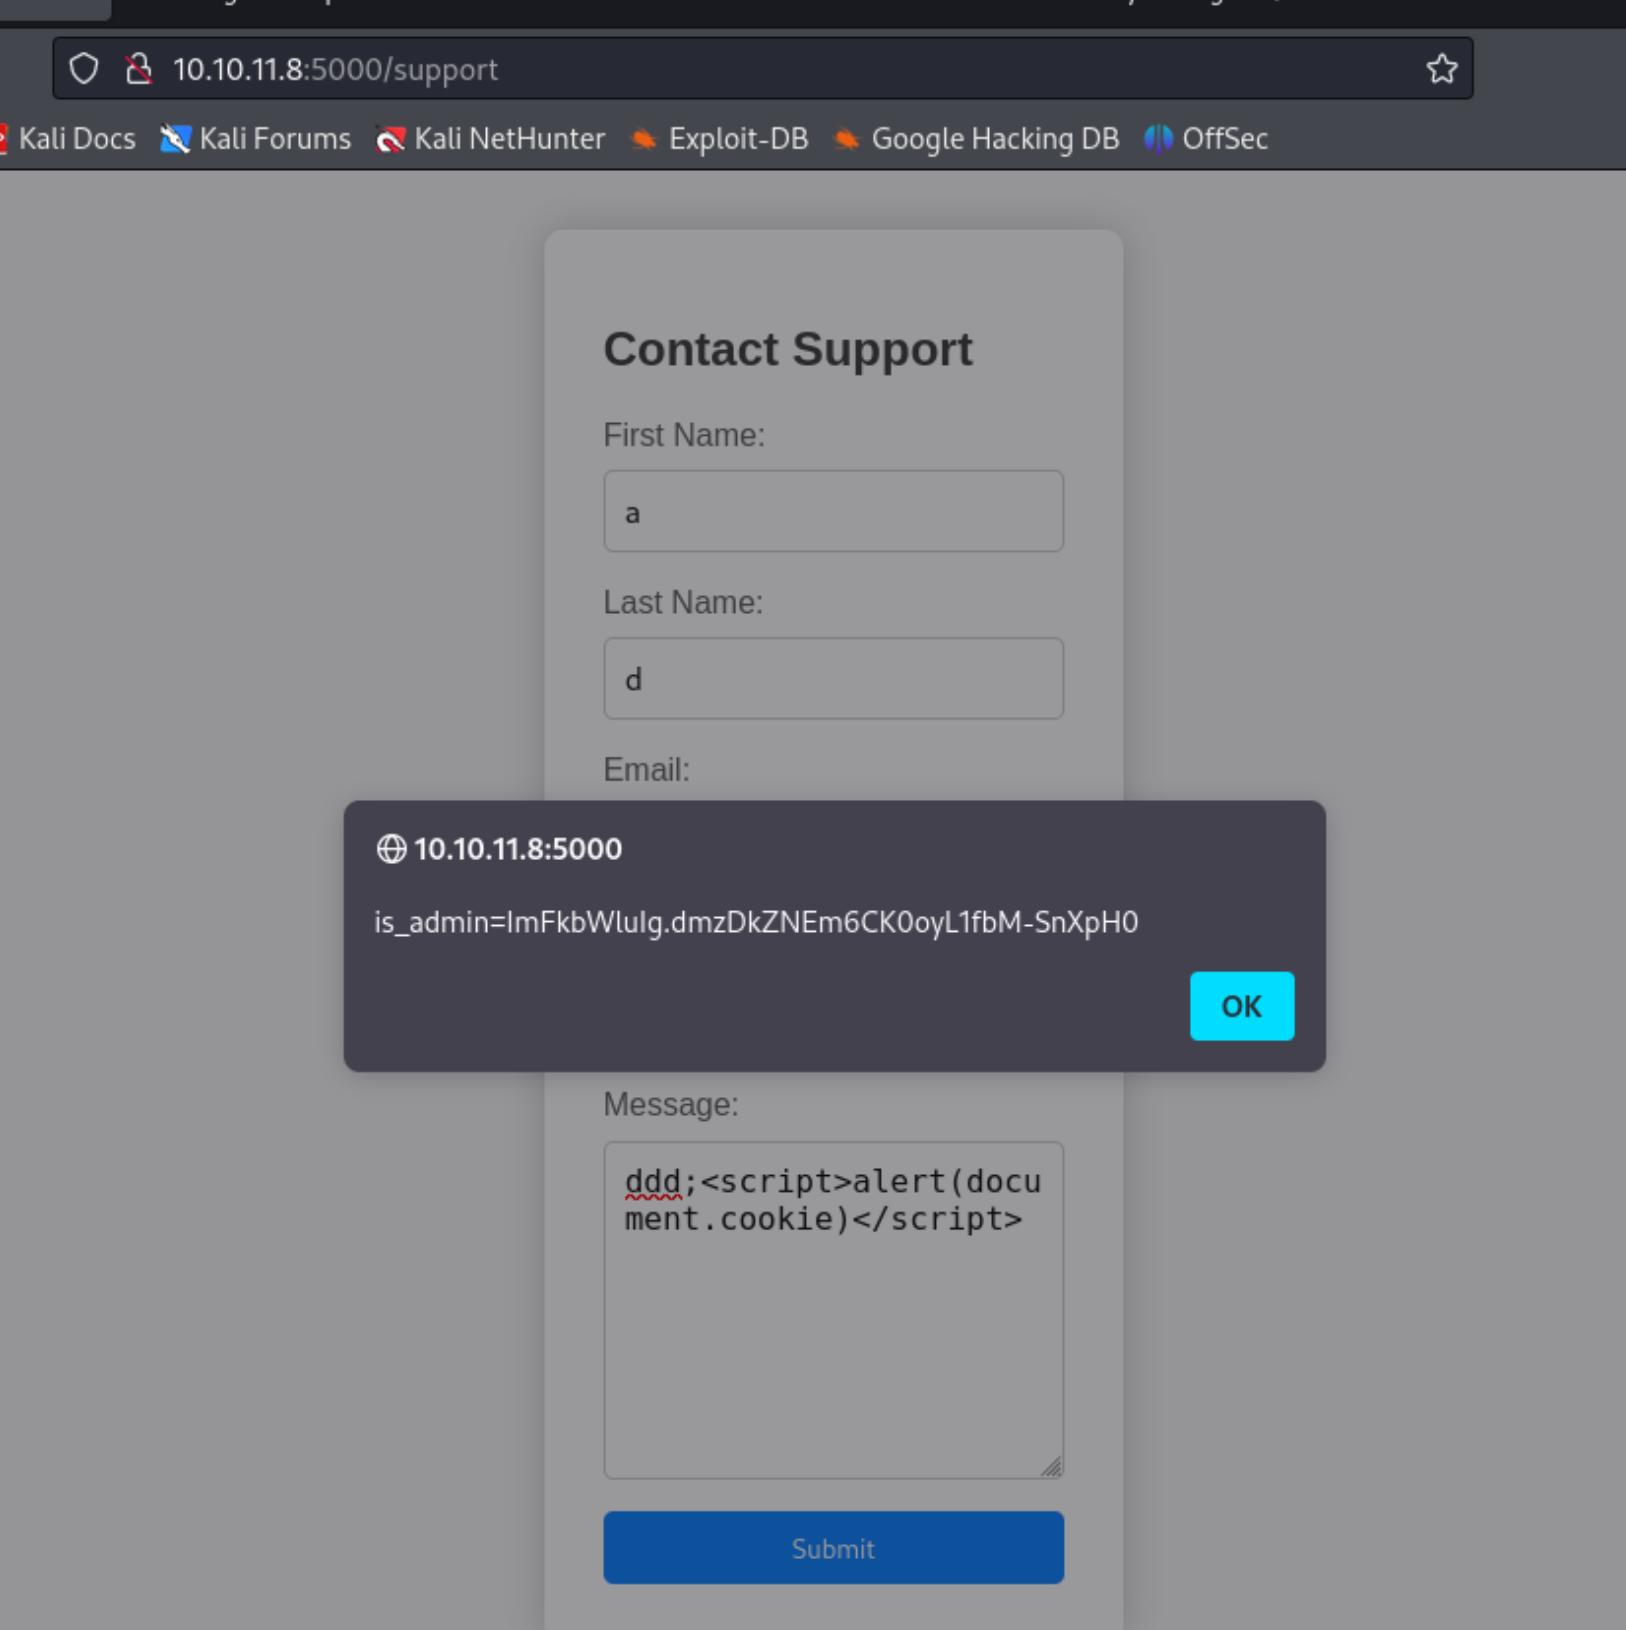 10.10.11.8:5000/support
Kali Docs Kali Forums Kali NetHunter Exploit-DB Google Hacking DB OffSec
Contact Support
First Name:
a
Last Name:
d
Email:
10.10.11.8:5000
is_admin=ImFkbWluIg.dmzDkZNEm6CK0oyL1fbM-SnXpH0
OK
Message:
ddd;<script>alert(docu
ment.cookie)</script>
Submit